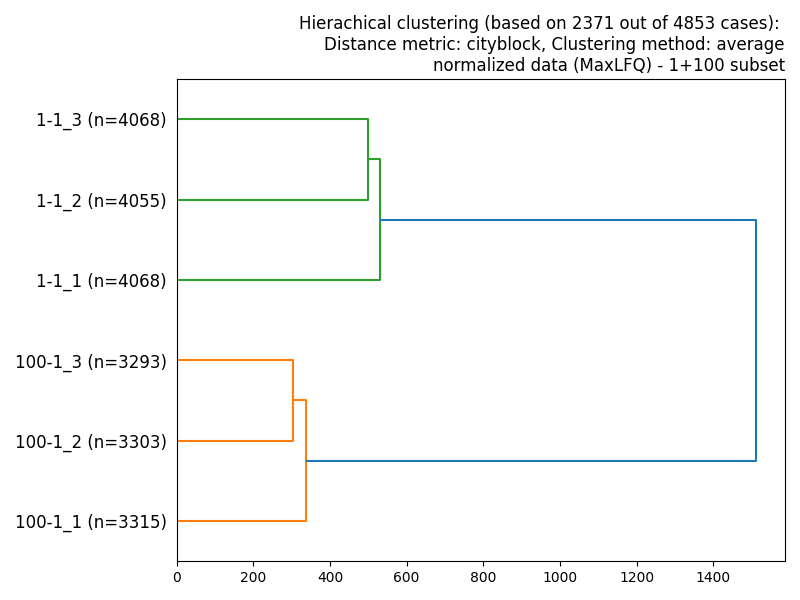 Hierachical clustering (based on 2371 out of 4853 cases):
Distance metric: cityblock, Clustering method: average
normalized data (MaxLFQ) - 1+100 subset
1-1_3 (n=4068)
1-1_2 (n=4055)
1-1_1 (n=4068)
100-1_3 (n=3293)
100-1_2 (n=3303)
100-1_1 (n=3315)
0 200 400 600 800 1000 1200 1400